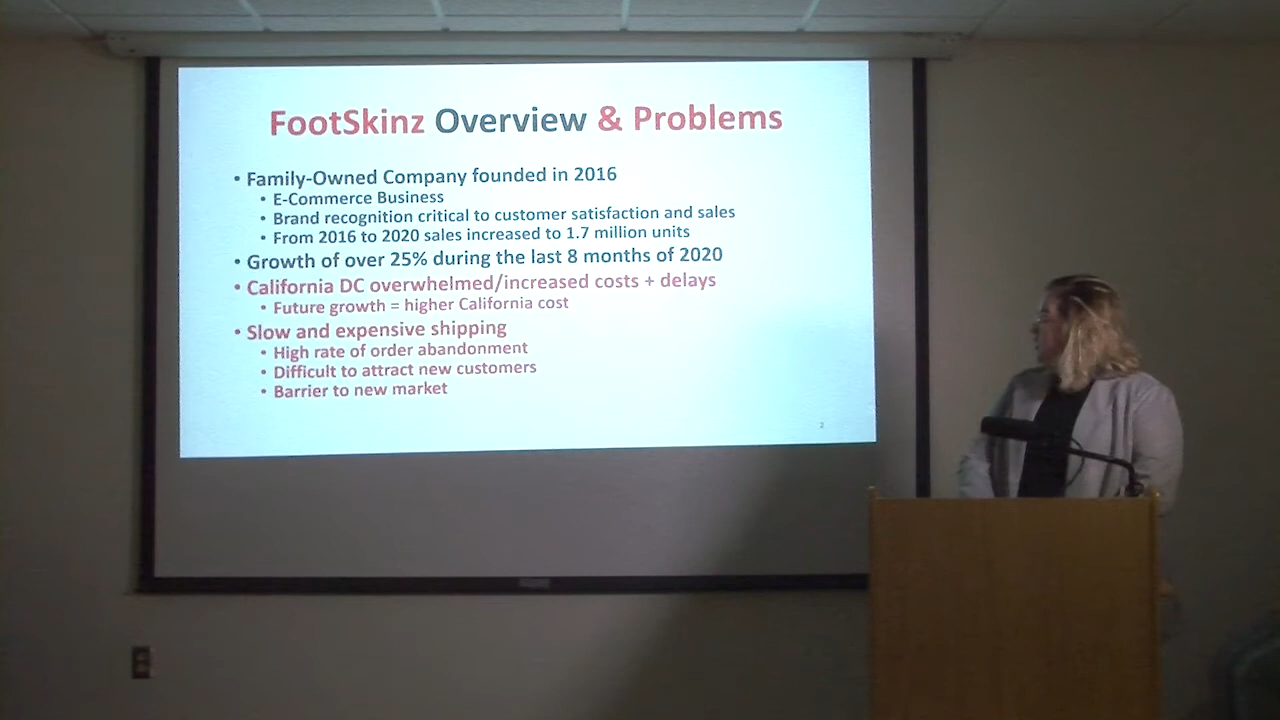 FootSkinz Overview & Problems
• Family-Owned Company founded in 2016
• E-Commerce Business
• Brand recognition critical to customer satisfaction and sales
• From 2016 to 2020 sales increased to 1.7 million units
• Growth of over 25% during the last 8 months of 2020
• California DC overwhelmed/increased costs + delays
• Future growth = higher California cost
• Slow and expensive shipping
• High rate of order abandonment
• Difficult to attract new customers
• Barrier to new market
2